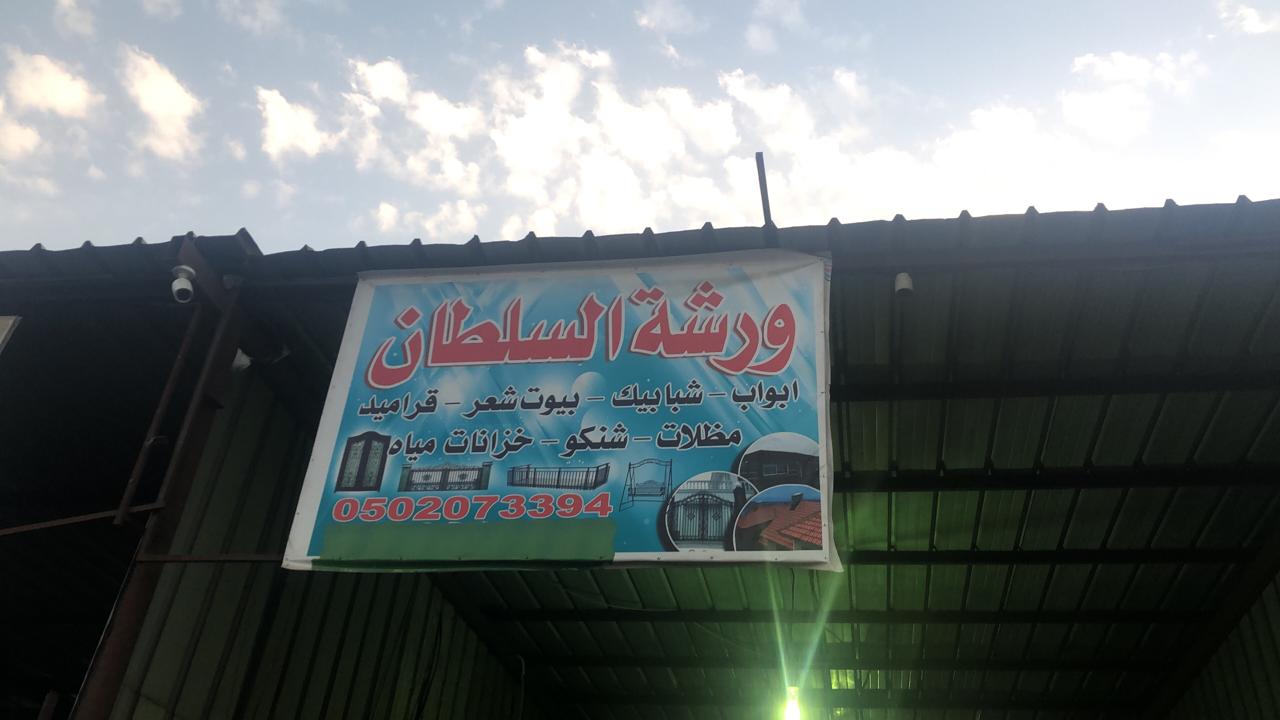 ورشة السلطان
ابواب - شبابيك - بيوت شعر - قراميد
مظلات - شنكو - خزانات مياه
0502073394